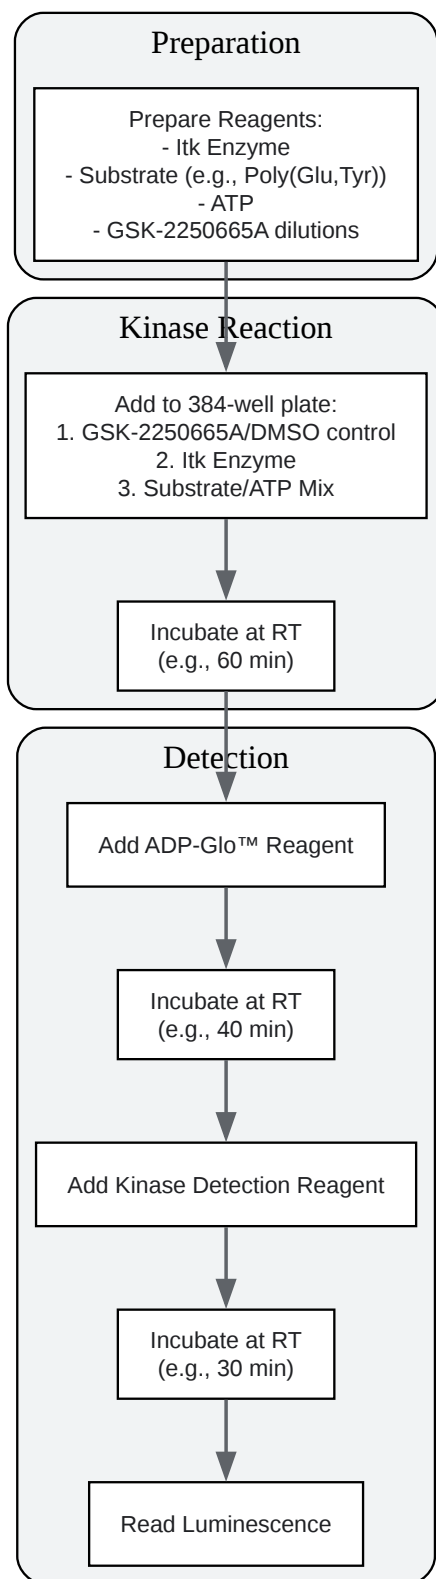 Preparation
Prepare Reagents:
- Itk Enzyme
- Substrate (e.g., Poly(Glu,Tyr))
- ATP
- GSK-2250665A dilutions
Kinase Reaction
Add to 384-well plate:
1. GSK-2250665A/DMSO control
2. Itk Enzyme
3. Substrate/ATP Mix
Incubate at RT
(e.g., 60 min)
Detection
Add ADP-Glo™ Reagent
Incubate at RT
(e.g., 40 min)
Add Kinase Detection Reagent
Incubate at RT
(e.g., 30 min)
Read Luminescence